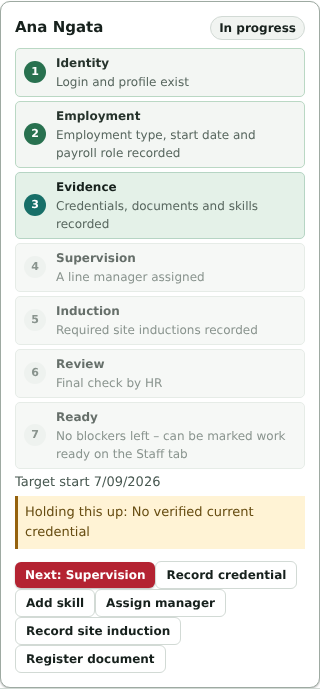 Ana Ngata
In progress
1
Identity
Login and profile exist
2
Employment
Employment type, start date and
payroll role recorded
3
Evidence
Credentials, documents and skills
recorded
4
Supervision
A line manager assigned
5
Induction
Required site inductions recorded
6
Review
Final check by HR
7
Ready
No blockers left – can be marked work
ready on the Staff tab
Target start 7/09/2026
Holding this up: No verified current
credential
Next: Supervision
Record credential
Add skill
Assign manager
Record site induction
Register document